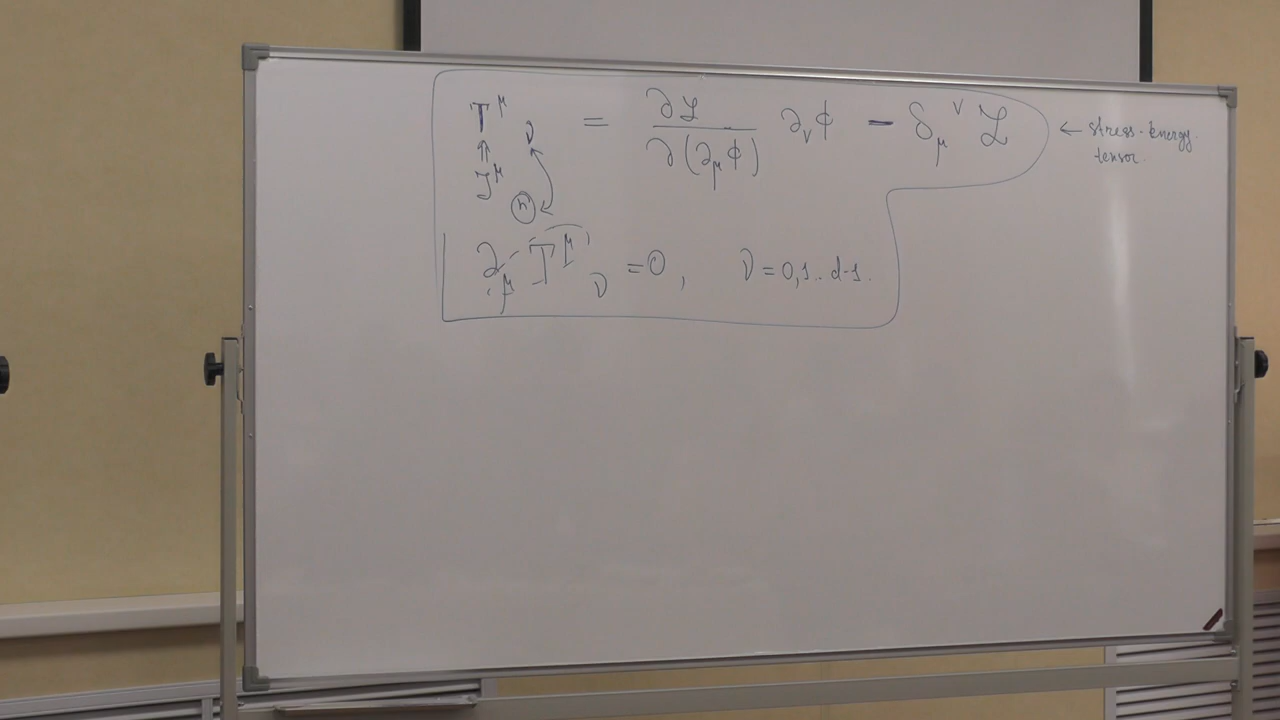 T^μ_ν = ∂ℒ/∂(∂_μ ϕ) ∂_ν ϕ - δ_μ^ν ℒ ← stress-energy
tensor.
⇑
J^μ
∂_μ T^μ_ν = 0, ν = 0,1.. d-1.